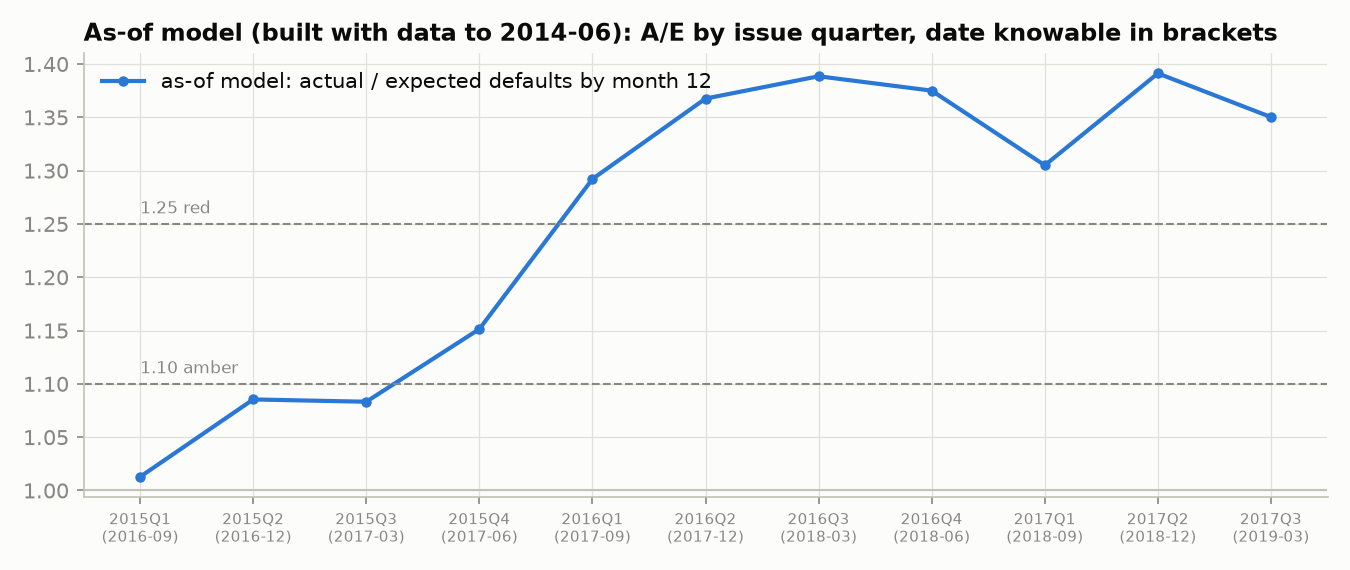 As-of model (built with data to 2014-06): A/E by issue quarter, date knowable in brackets
as-of model: actual / expected defaults by month 12
1.40
1.35
1.30
1.25
1.20
1.15
1.10
1.05
1.00
1.25 red
1.10 amber
2015Q1 2015Q2 2015Q3 2015Q4 2016Q1 2016Q2 2016Q3 2016Q4 2017Q1 2017Q2 2017Q3
(2016-09) (2016-12) (2017-03) (2017-06) (2017-09) (2017-12) (2018-03) (2018-06) (2018-09) (2018-12) (2019-03)